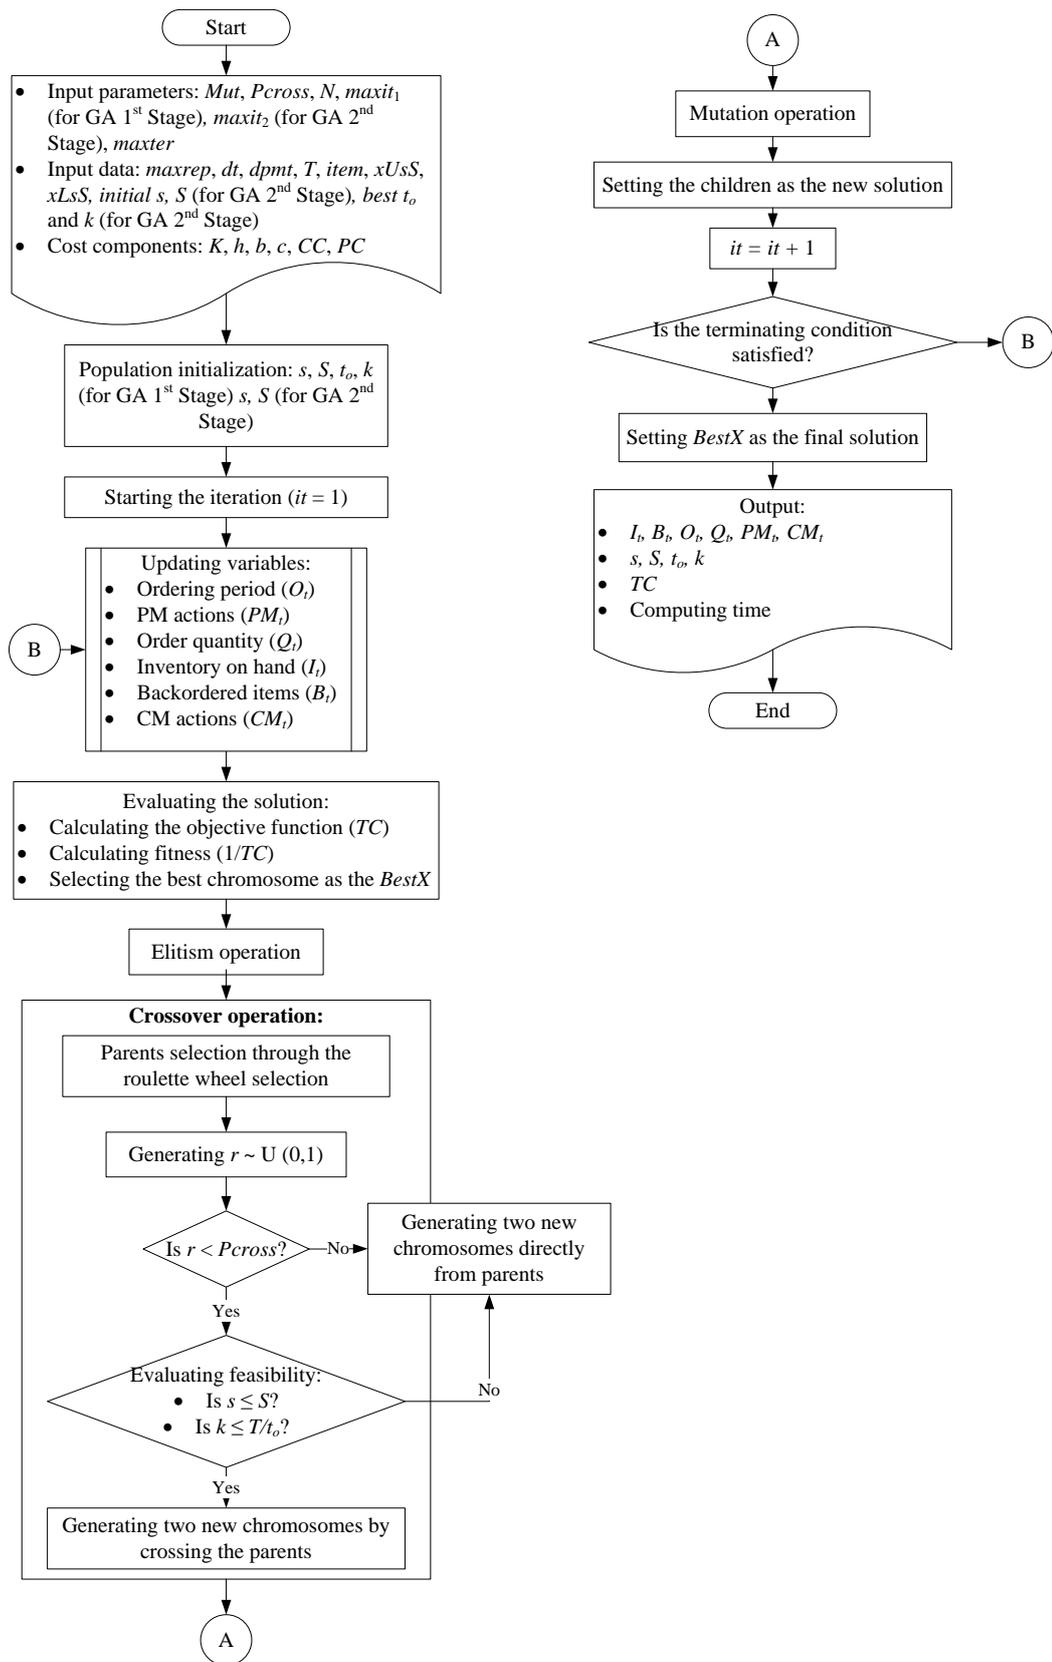 Start
• Input parameters: Mut, Pcross, N, maxit₁
(for GA 1st Stage), maxit₂ (for GA 2nd
Stage), maxter
• Input data: maxrep, dt, dpmt, T, item, xUsS,
xLsS, initial s, S (for GA 2nd Stage), best tₒ
and k (for GA 2nd Stage)
• Cost components: K, h, b, c, CC, PC
Population initialization: s, S, tₒ, k
(for GA 1st Stage) s, S (for GA 2nd
Stage)
Starting the iteration (it = 1)
Updating variables:
• Ordering period (Oₜ)
• PM actions (PMₜ)
• Order quantity (Qₜ)
• Inventory on hand (Iₜ)
• Backordered items (Bₜ)
• CM actions (CMₜ)
B
Evaluating the solution:
• Calculating the objective function (TC)
• Calculating fitness (1/TC)
• Selecting the best chromosome as the BestX
Elitism operation
Crossover operation:
Parents selection through the
roulette wheel selection
Generating r ~ U (0,1)
Is r < Pcross?
No
Generating two new
chromosomes directly
from parents
Yes
Evaluating feasibility:
• Is s ≤ S?
• Is k ≤ T/tₒ?
No
Yes
Generating two new chromosomes by
crossing the parents
A
A
Mutation operation
Setting the children as the new solution
it = it + 1
Is the terminating condition
satisfied?
B
Setting BestX as the final solution
Output:
• Iₜ, Bₜ, Oₜ, Qₜ, PMₜ, CMₜ
• s, S, tₒ, k
• TC
• Computing time
End